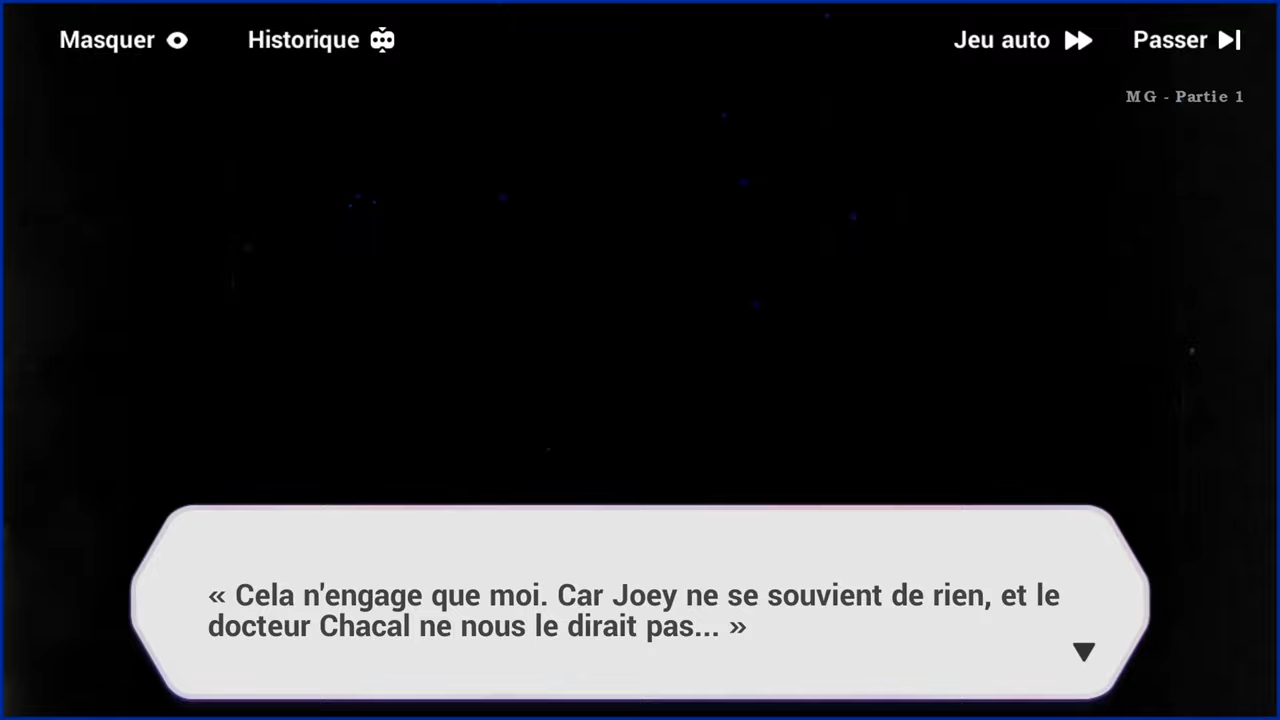 Masquer
Historique
Jeu auto
Passer
MG - Partie 1
« Cela n'engage que moi. Car Joey ne se souvient de rien, et le
docteur Chacal ne nous le dirait pas... »